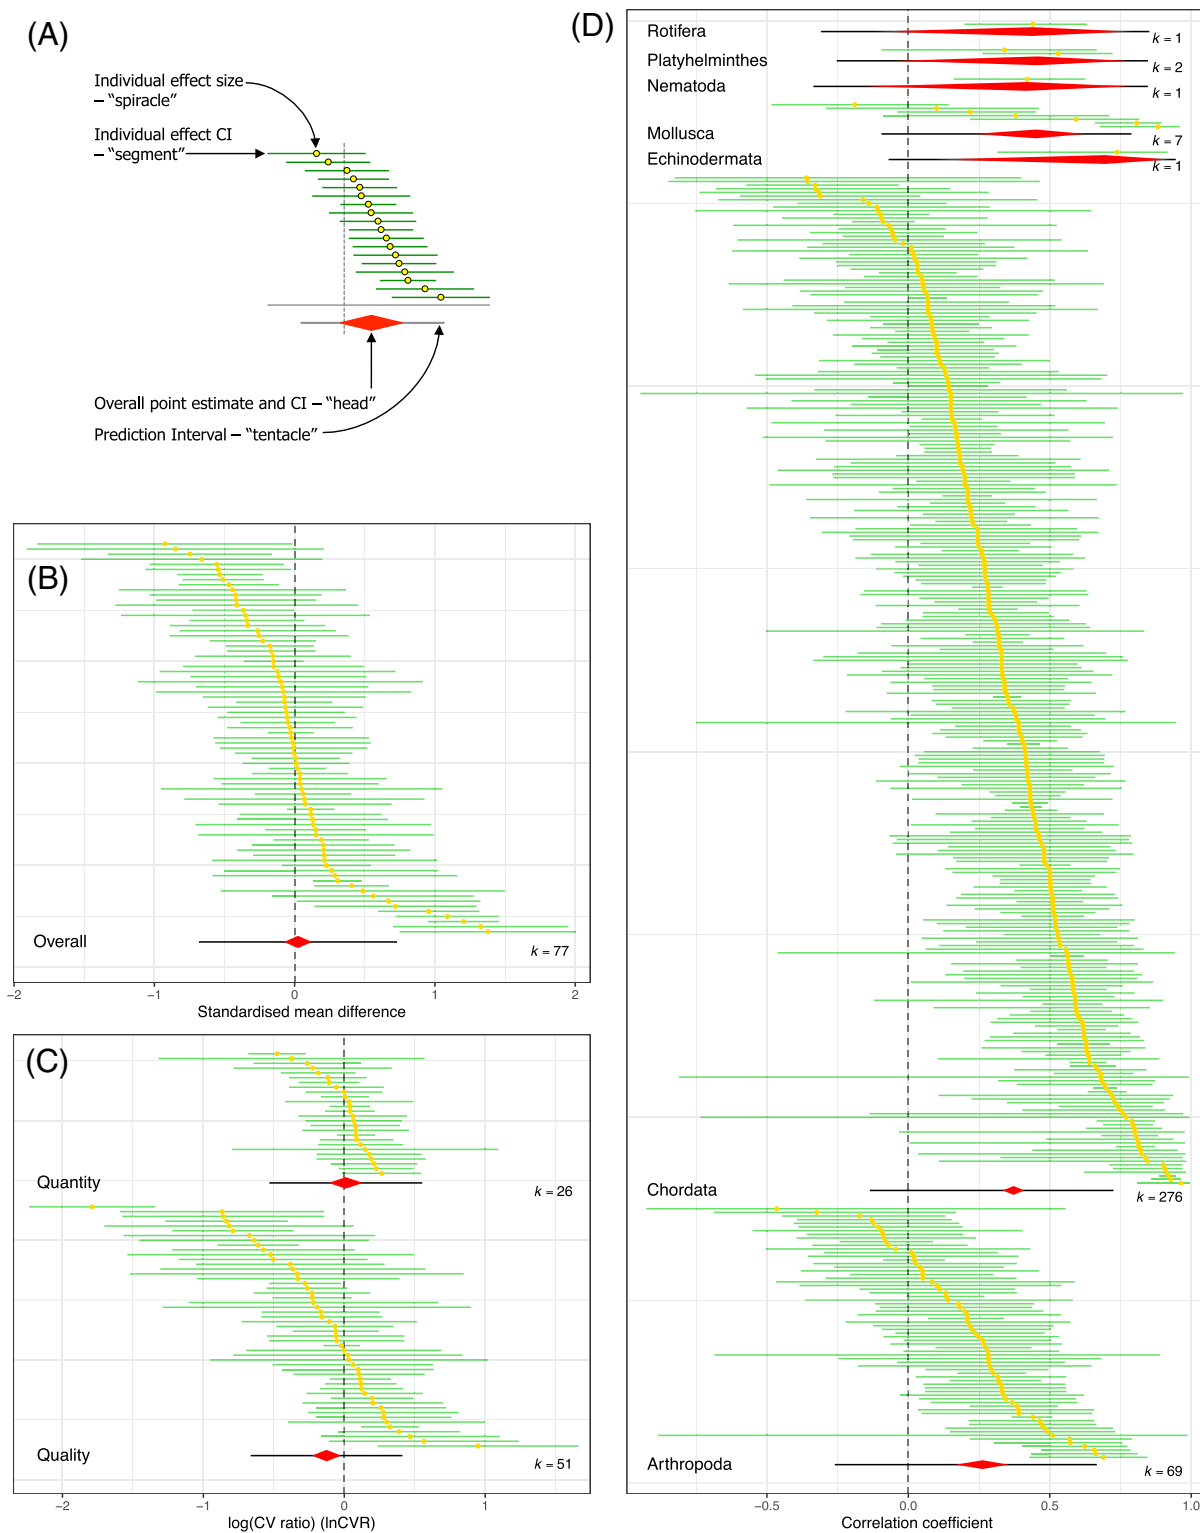 (A)
Individual effect size
– “spiracle”
Individual effect CI
– “segment”
Overall point estimate and CI – “head”
Prediction Interval – “tentacle”
(B)
Overall
k = 77
−2 −1 0 1 2
Standardised mean difference
(C)
Quantity
k = 26
Quality
k = 51
−2 −1 0 1
log(CV ratio) (lnCVR)
(D)
Rotifera
k = 1
Platyhelminthes
k = 2
Nematoda
k = 1
Mollusca
k = 7
Echinodermata
k = 1
Chordata
k = 276
Arthropoda
k = 69
−0.5 0.0 0.5 1.0
Correlation coefficient